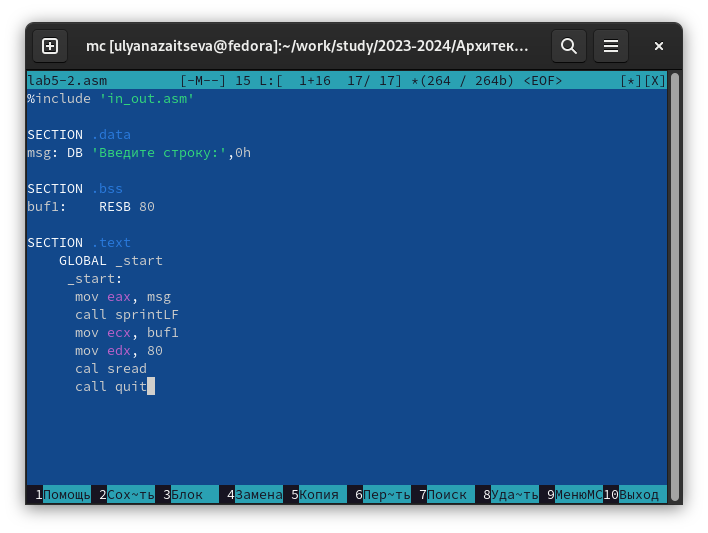 mc [ulyanazaitseva@fedora]:~/work/study/2023-2024/Архитек...
lab5-2.asm [-M--] 15 L:[ 1+16 17/ 17] *(264 / 264b) <EOF> [*][X]
%include 'in_out.asm'
SECTION .data
msg: DB 'Введите строку:',0h
SECTION .bss
buf1: RESB 80
SECTION .text
GLOBAL _start
_start:
mov eax, msg
call sprintLF
mov ecx, buf1
mov edx, 80
cal sread
call quit
1Помощь 2Сох~ть 3Блок 4Замена 5Копия 6Пер~ть 7Поиск 8Уда~ть 9МенюMC 10Выход